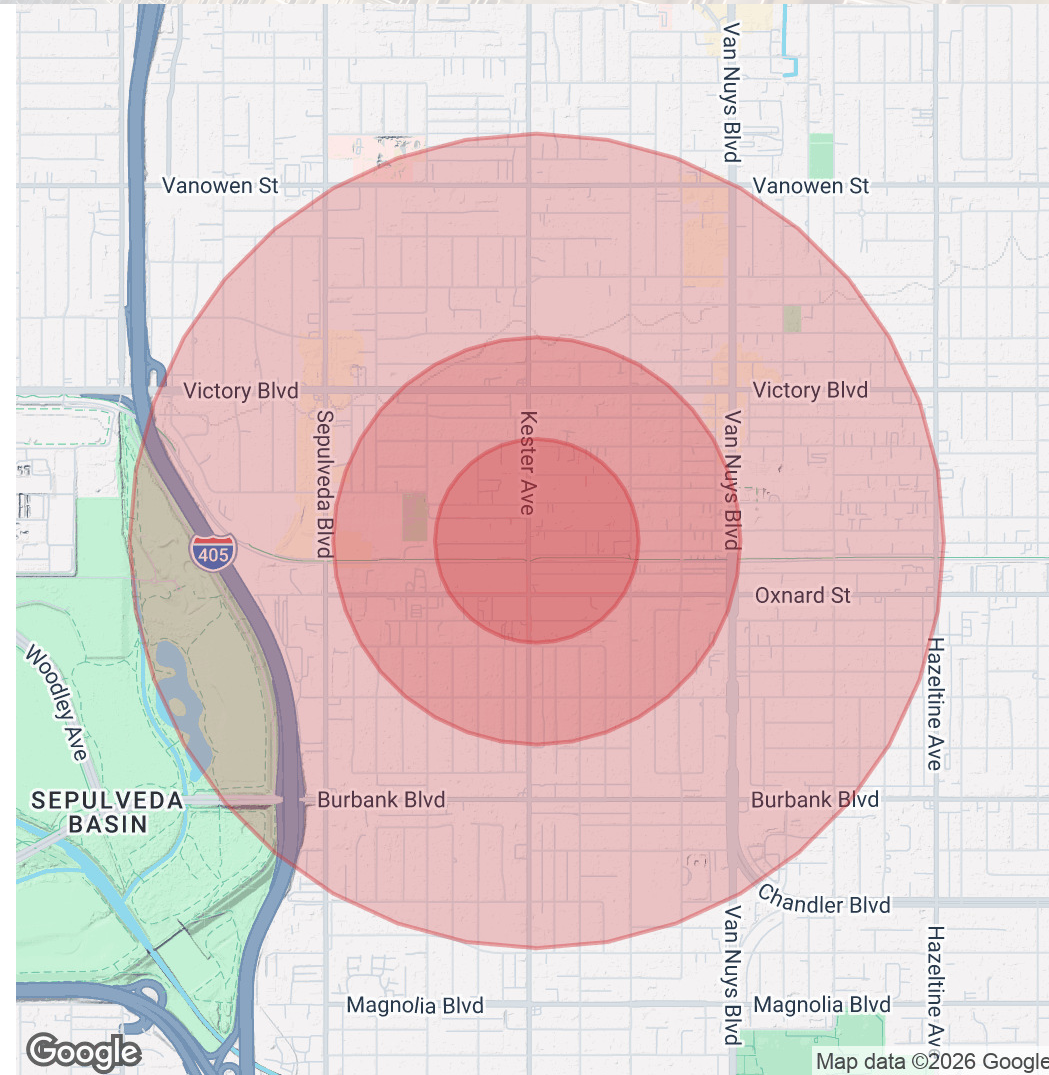 Van Nuys Blvd
Vanowen St
Vanowen St
Victory Blvd
Victory Blvd
Sepulveda Blvd
Kester Ave
Van Nuys Blvd
405
Oxnard St
Woodley Ave
Hazeltine Ave
SEPULVEDA
BASIN
Burbank Blvd
Burbank Blvd
Chandler Blvd
Van Nuys Blvd
Hazeltine Ave
Magnolia Blvd
Magnolia Blvd
Google
Map data ©2026 Google